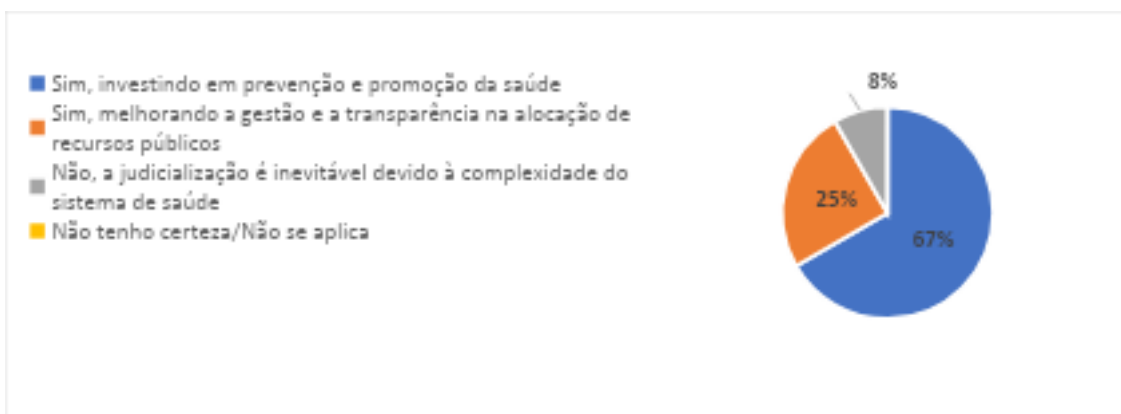 Sim, investindo em prevenção e promoção da saúde
Sim, melhorando a gestão e a transparência na alocação de
recursos públicos
Não, a judicialização é inevitável devido à complexidade do
sistema de saúde
Não tenho certeza/Não se aplica
8%
25%
67%